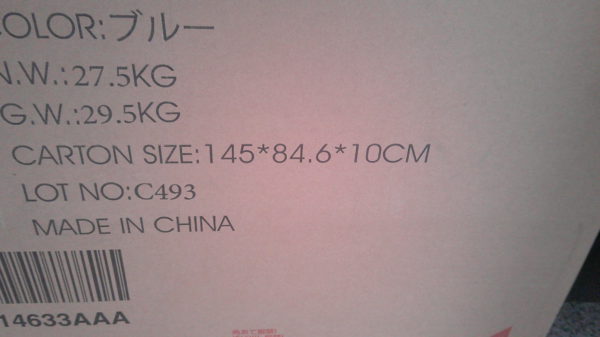 COLOR:ブルー
N.W.:27.5KG
G.W.:29.5KG
CARTON SIZE:145*84.6*10CM
LOT NO:C493
MADE IN CHINA
14633AAA